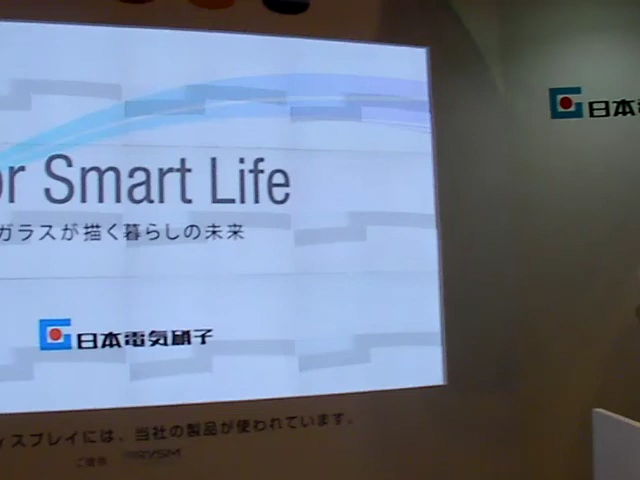 or Smart Life
ガラスが描く暮らしの未来
日本電気硝子
日本
ィスプレイには、当社の製品が使われています。
PRYSM